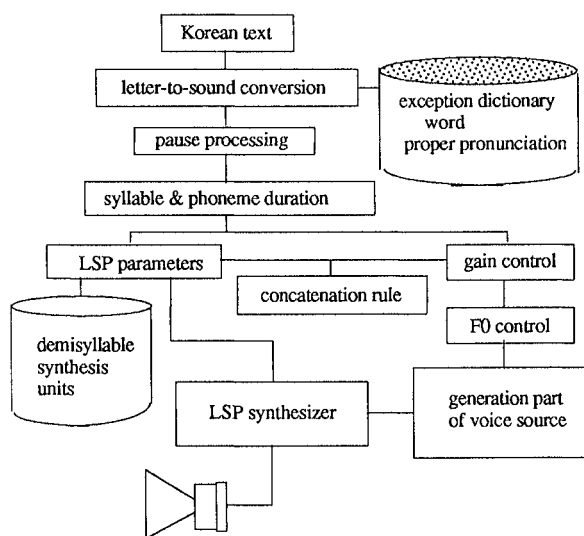 Korean text
letter-to-sound conversion
exception dictionary
word
proper pronunciation
pause processing
syllable & phoneme duration
LSP parameters
gain control
concatenation rule
F0 control
demisyllable
synthesis
units
LSP synthesizer
generation part
of voice source